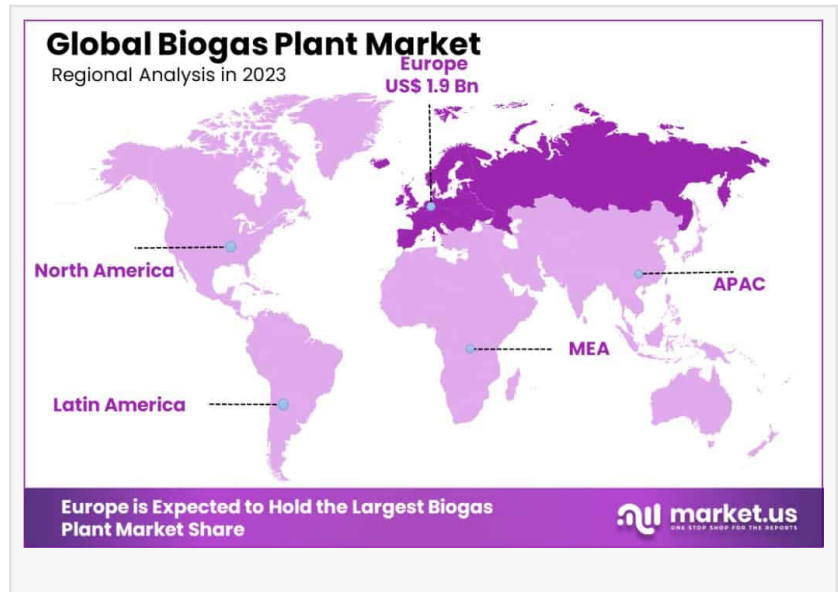 Global Biogas Plant Market
Regional Analysis in 2023
Europe
US$ 1.9 Bn
North America
APAC
MEA
Latin America
Europe is Expected to Hold the Largest Biogas
Plant Market Share
market.us
ONE STOP SHOP FOR THE REPORTS